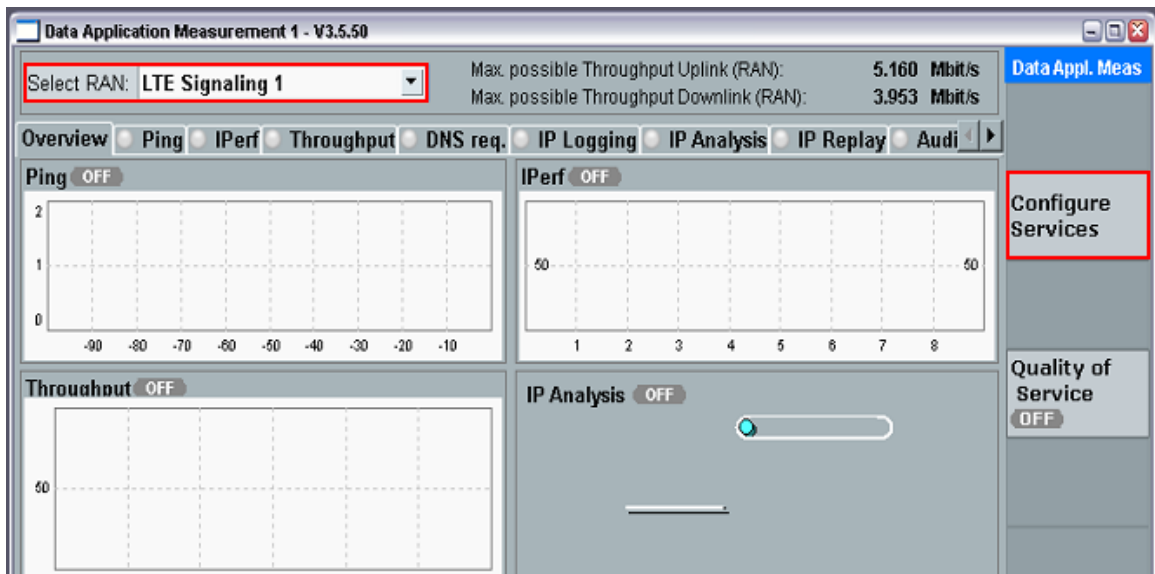 Data Application Measurement 1 - V3.5.50
Select RAN: LTE Signaling 1
Max. possible Throughput Uplink (RAN): 5.160 Mbit/s
Max. possible Throughput Downlink (RAN): 3.953 Mbit/s
Data Appl. Meas
Overview Ping IPerf Throughput DNS req. IP Logging IP Analysis IP Replay Audi
Ping OFF
2
1
0
-90 -80 -70 -60 -50 -40 -30 -20 -10
IPerf OFF
50 50
1 2 3 4 5 6 7 8
Configure
Services
Throughput OFF
50
IP Analysis OFF
Quality of
Service
OFF